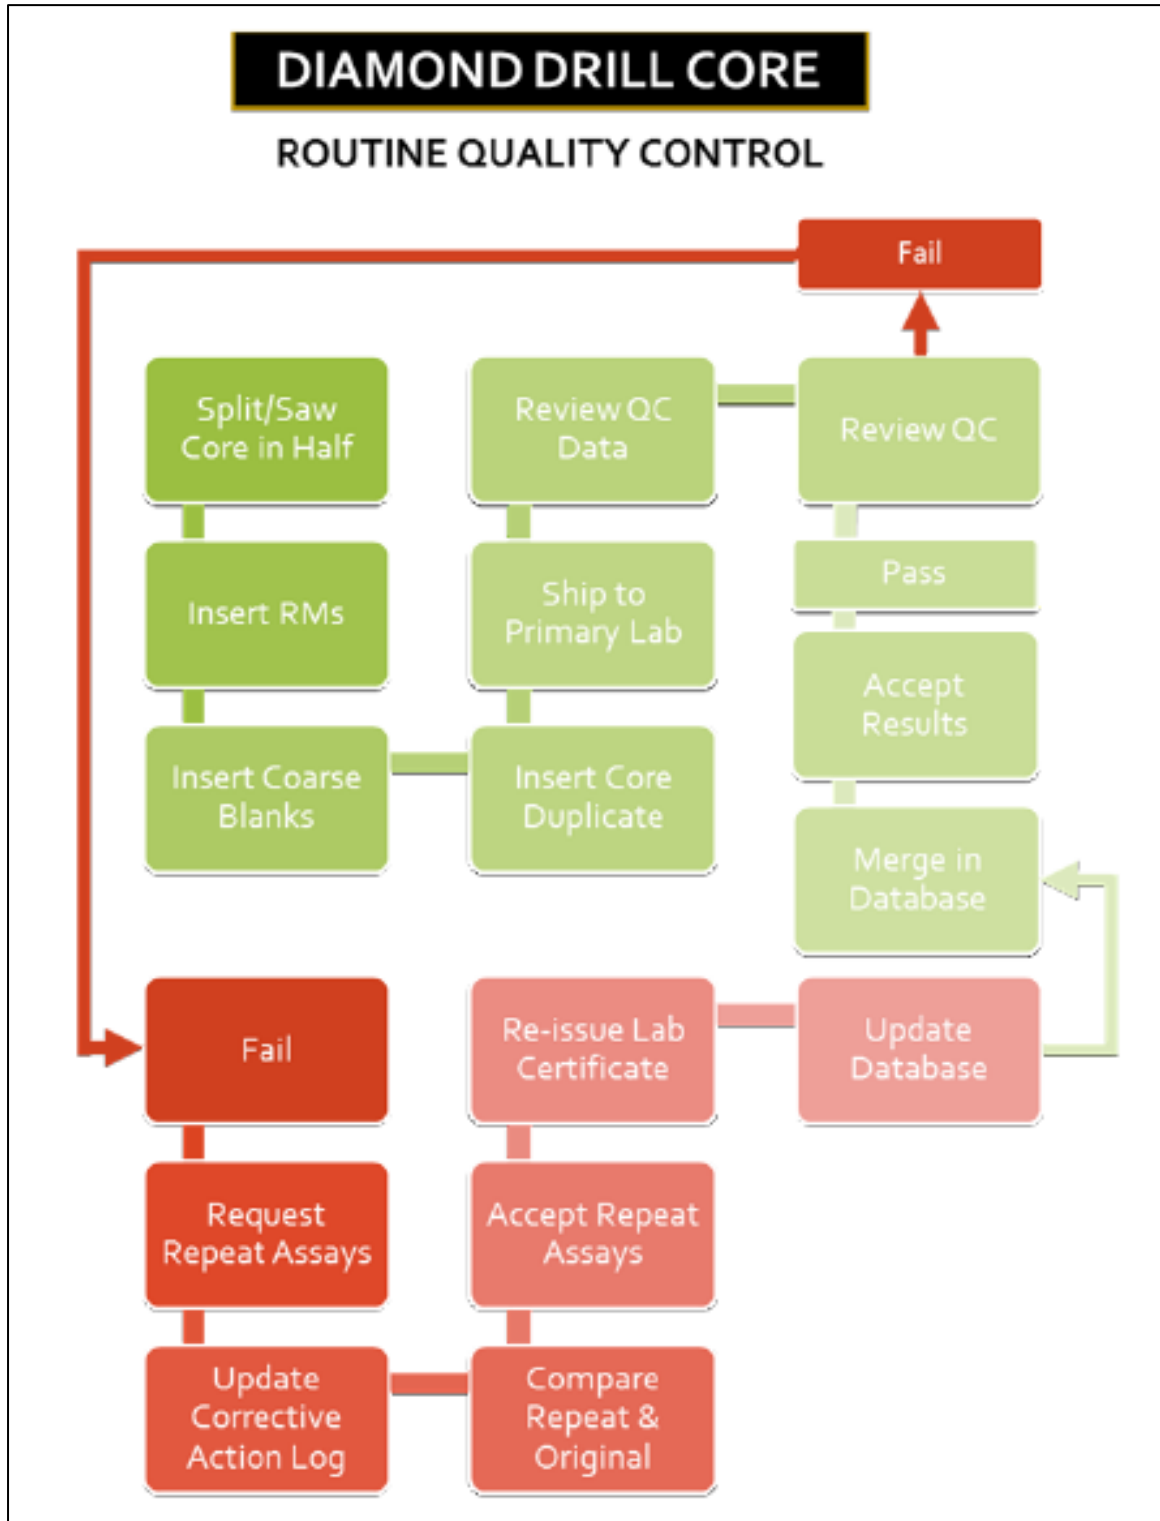 DIAMOND DRILL CORE
ROUTINE QUALITY CONTROL
Fail
Split/Saw
Core in Half
Insert RMs
Insert Coarse
Blanks
Insert Core
Duplicate
Ship to
Primary Lab
Review QC
Data
Review QC
Pass
Accept
Results
Merge in
Database
Fail
Request
Repeat Assays
Update
Corrective
Action Log
Compare
Repeat &
Original
Accept Repeat
Assays
Re-issue Lab
Certificate
Update
Database